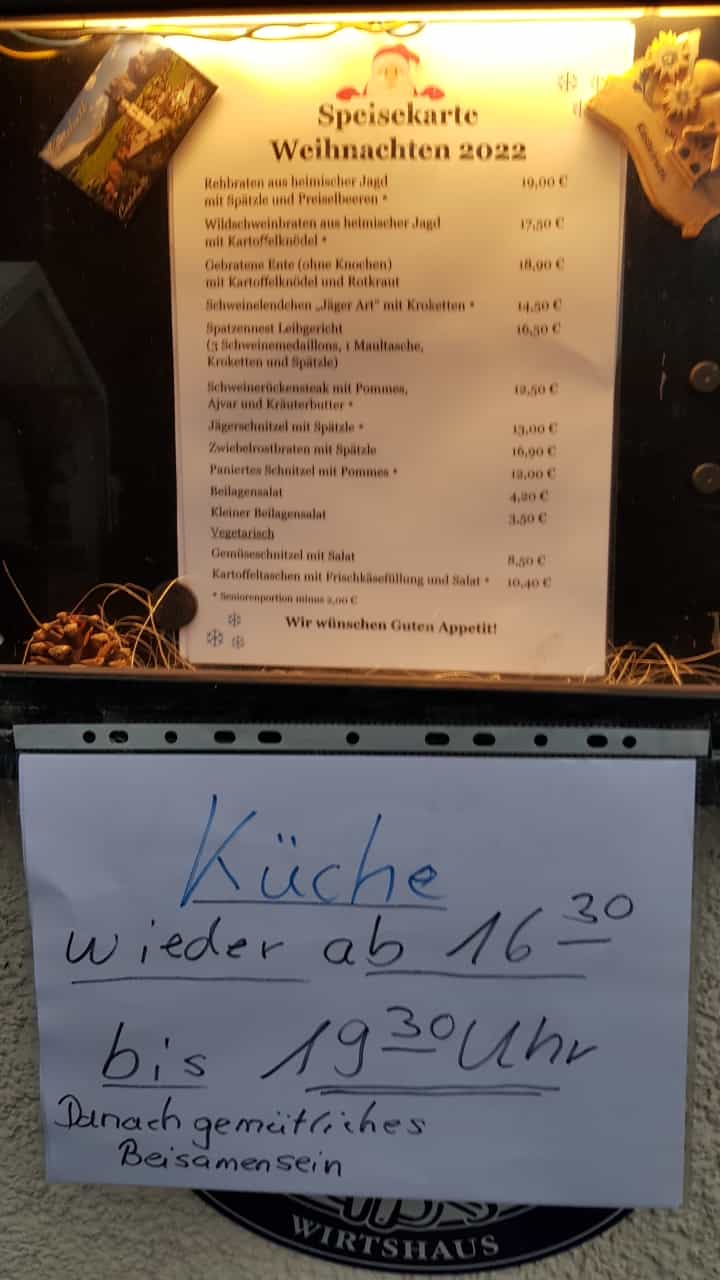 Speisekarte
Weihnachten 2022
Rehbraten aus heimischer Jagd 19,00 €
mit Spätzle und Preiselbeeren *
Wildschweinbraten aus heimischer Jagd 17,50 €
mit Kartoffelknödel *
Gebratene Ente (ohne Knochen) 18,90 €
mit Kartoffelknödel und Rotkraut
Schweinelendchen „Jäger Art" mit Kroketten * 14,50 €
Spatzennest Leibgericht 16,50 €
(3 Schweinemedaillons, 1 Maultasche,
Kroketten und Spätzle)
Schweinerückensteak mit Pommes, 12,50 €
Ajvar und Kräuterbutter *
Jägerschnitzel mit Spätzle * 13,00 €
Zwiebelrostbraten mit Spätzle 16,90 €
Paniertes Schnitzel mit Pommes * 12,00 €
Beilagensalat 4,20 €
Kleiner Beilagensalat 3,50 €
Vegetarisch
Gemüseschnitzel mit Salat 8,50 €
Kartoffeltaschen mit Frischkäsefüllung und Salat * 10,40 €
* Seniorenportion minus 2,00 €
Wir wünschen Guten Appetit!
Küche
wieder ab 16 30
bis 19 30 Uhr
Danach gemütliches
Beisamensein
WIRTSHAUS